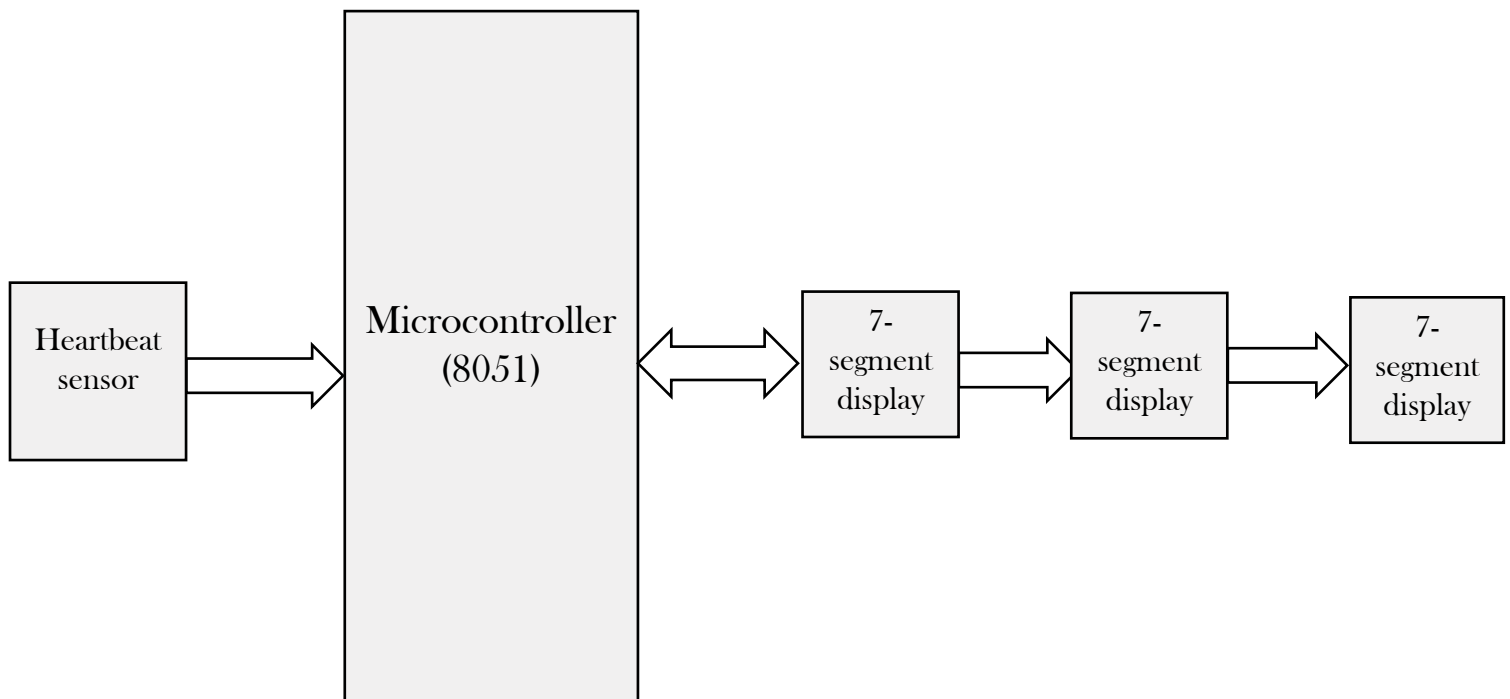 Heartbeat
sensor
Microcontroller
(8051)
7-
segment
display
7-
segment
display
7-
segment
display